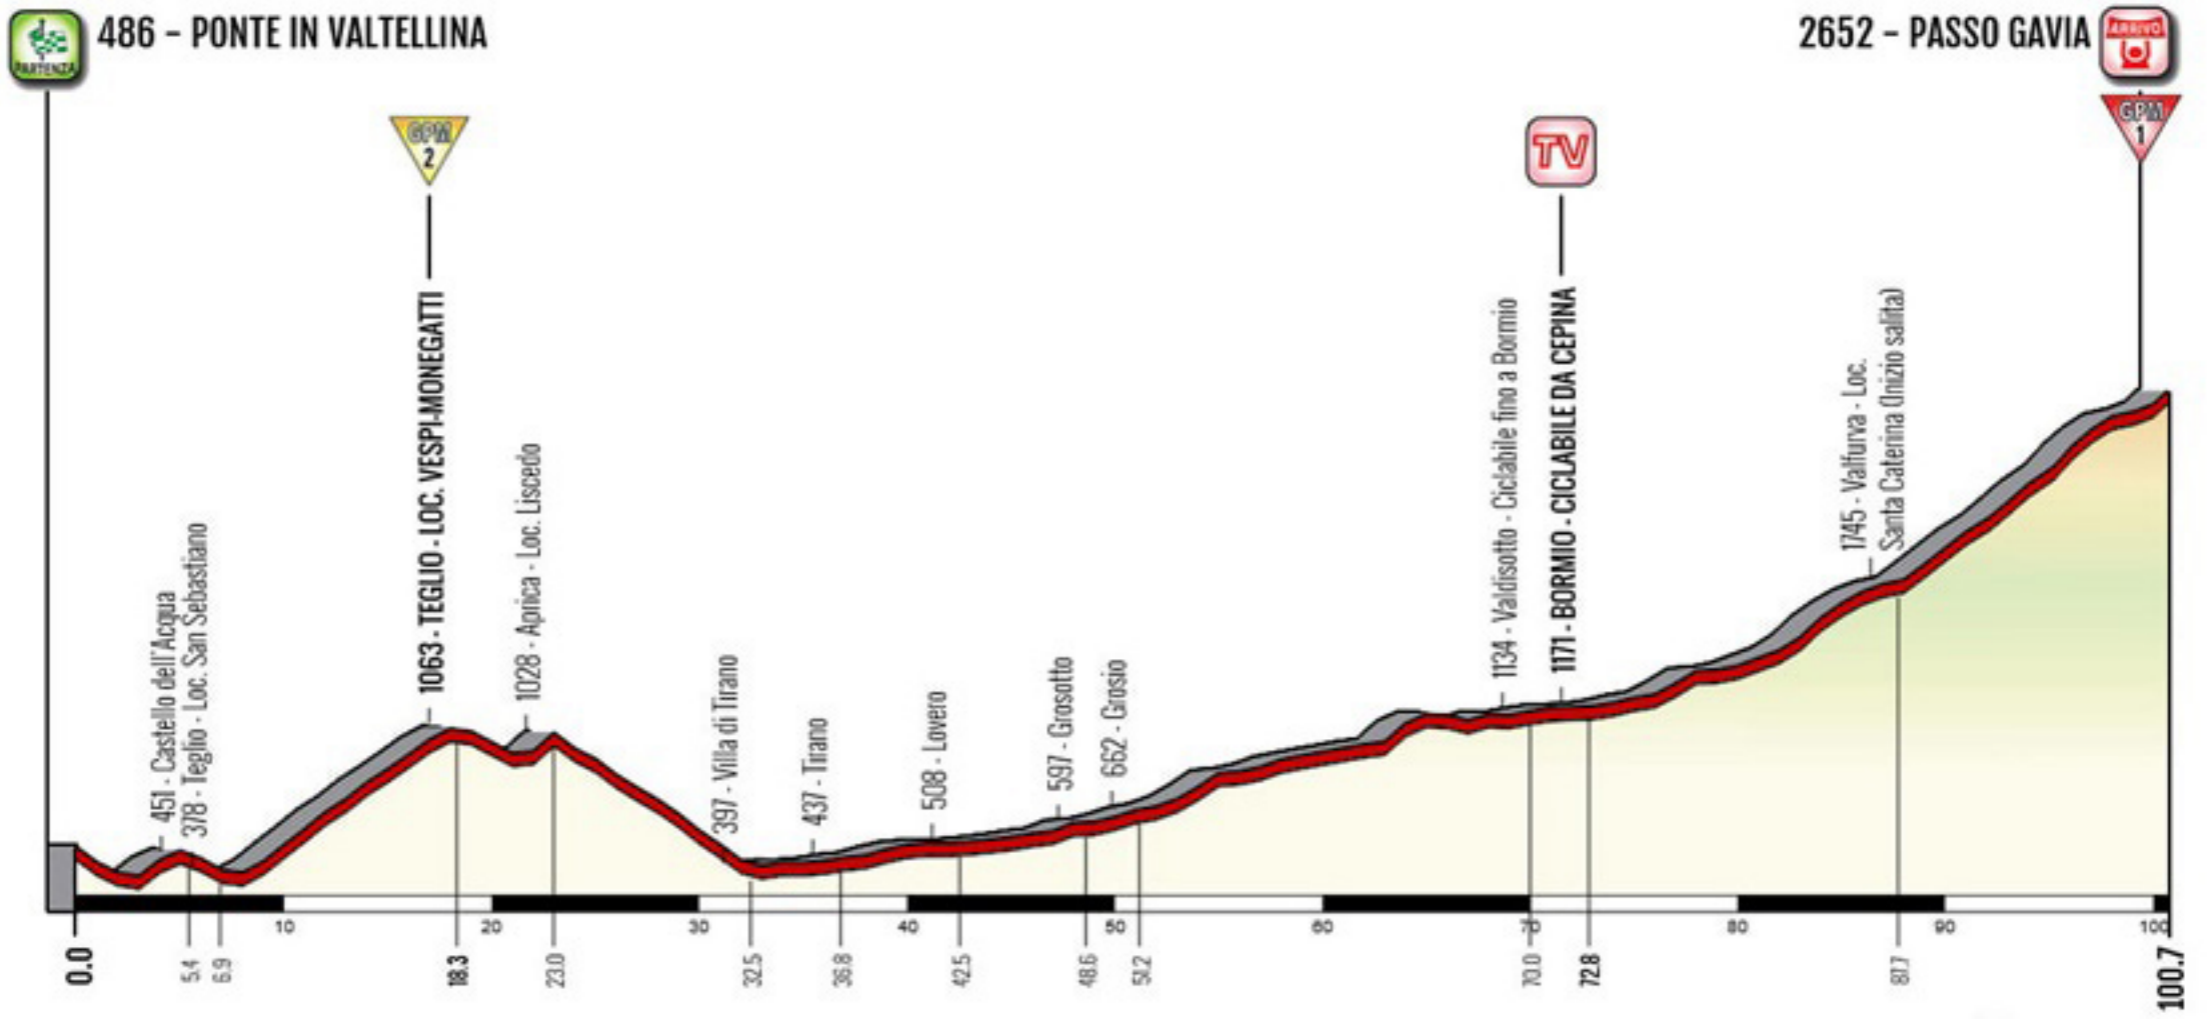 486 - PONTE IN VALTELLINA
PARTENZA
2652 - PASSO GAVIA
ARRIVO
GPM
1
GPM
2
TV
451 - Castello dell'Acqua
378 - Teglio - Loc. San Sebastiano
1063 - TEGLIO - LOC. VESPI-MONEGATTI
1028 - Aprica - Loc. Liscedo
397 - Villa di Tirano
437 - Tirano
508 - Lovero
597 - Grosotto
662 - Grosio
1134 - Valdisotto - Ciclabile fino a Bormio
1171 - BORMIO - CICLABILE DA CEPINA
1745 - Valfurva - Loc.
Santa Caterina (Inizio salita)
10
20
30
40
50
60
70
80
90
100
0.0
5.4
6.9
18.3
23.0
32.5
36.8
42.5
48.6
51.2
70.0
72.8
87.7
100.7